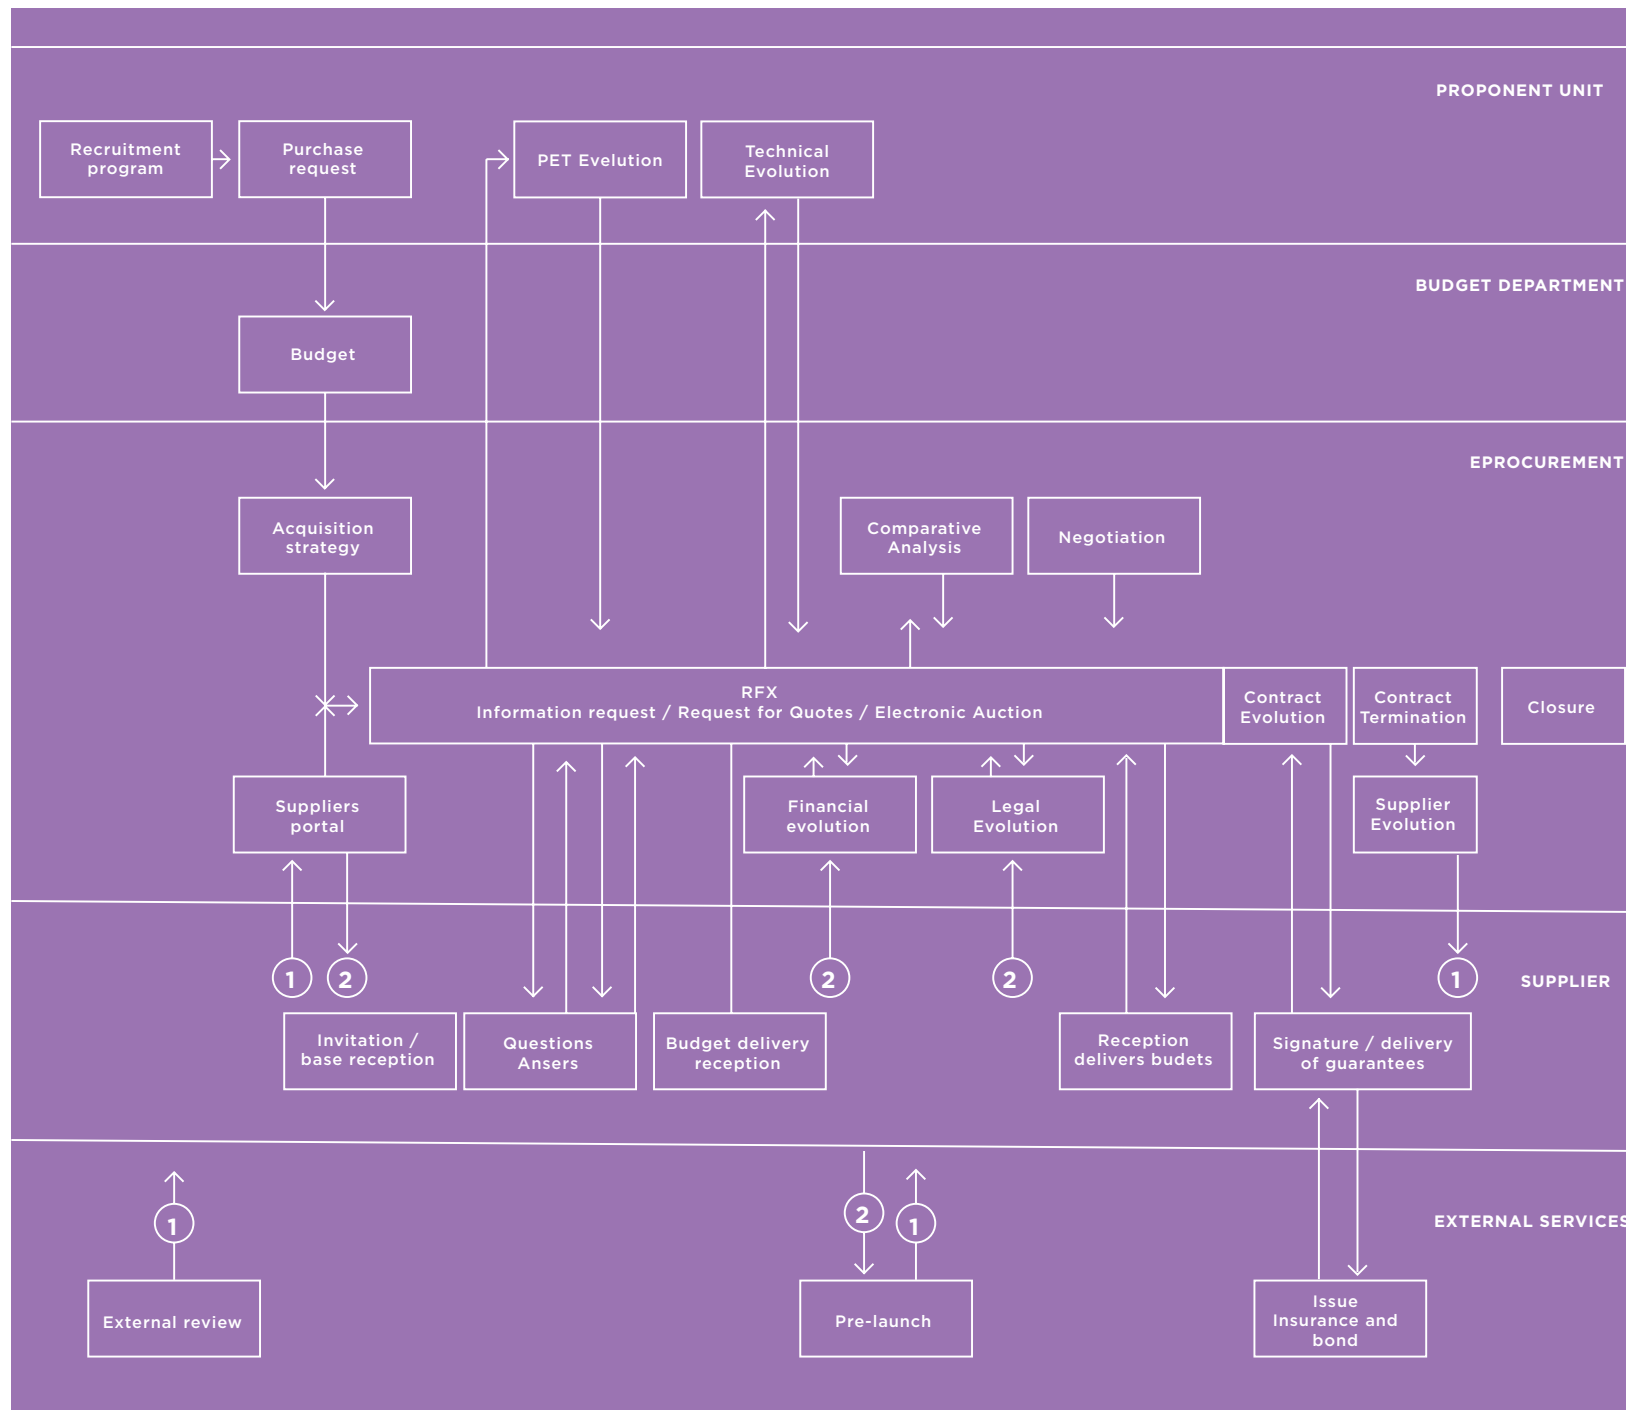 PROPONENT UNIT
Recruitment
program
Purchase
request
PET Evelution
Technical
Evolution
BUDGET DEPARTMENT
Budget
EPROCUREMENT
Acquisition
strategy
Comparative
Analysis
Negotiation
RFX
Information request / Request for Quotes / Electronic Auction
Contract
Evolution
Contract
Termination
Closure
Suppliers
portal
Financial
evolution
Legal
Evolution
Supplier
Evolution
1
2
2
2
1
SUPPLIER
Invitation /
base reception
Questions
Ansers
Budget delivery
reception
Reception
delivers budets
Signature / delivery
of guarantees
1
2
1
EXTERNAL SERVICES
External review
Pre-launch
Issue
Insurance and
bond